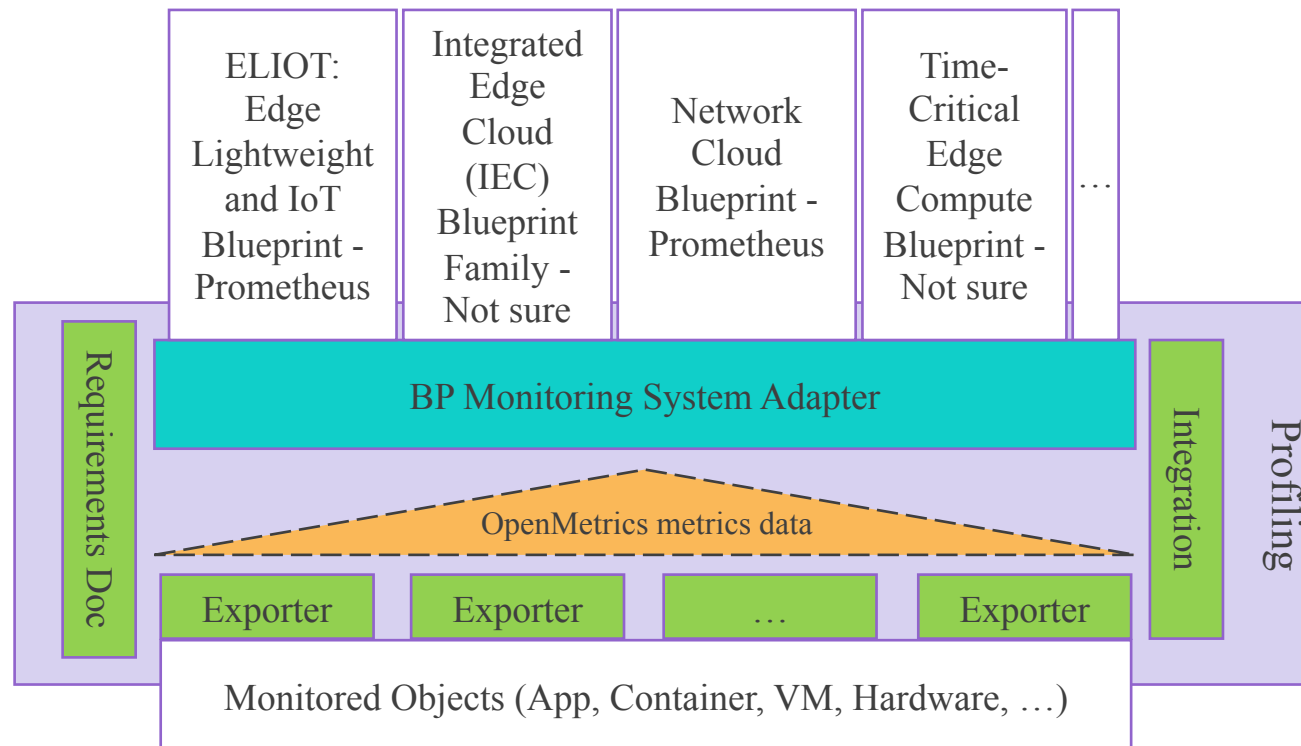 ELIOT:
Edge
Lightweight
and IoT
Blueprint -
Prometheus
Integrated
Edge
Cloud
(IEC)
Blueprint
Family -
Not sure
Network
Cloud
Blueprint -
Prometheus
Time-
Critical
Edge
Compute
Blueprint -
Not sure
…
Requirements Doc
BP Monitoring System Adapter
Integration
Profiling
OpenMetrics metrics data
Exporter
Exporter
…
Exporter
Monitored Objects (App, Container, VM, Hardware, …)